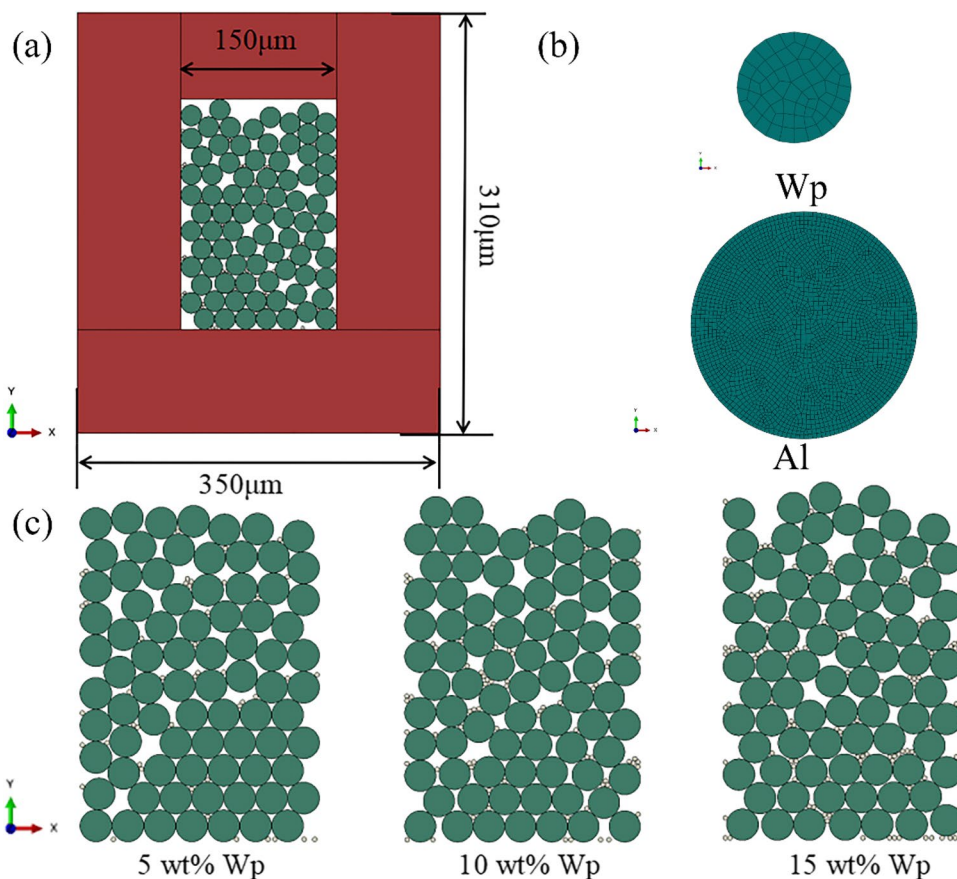 (a)
150μm
310μm
350μm
Y
X
(b)
Wp
Al
(c)
Y
X
5 wt% Wp
10 wt% Wp
15 wt% Wp